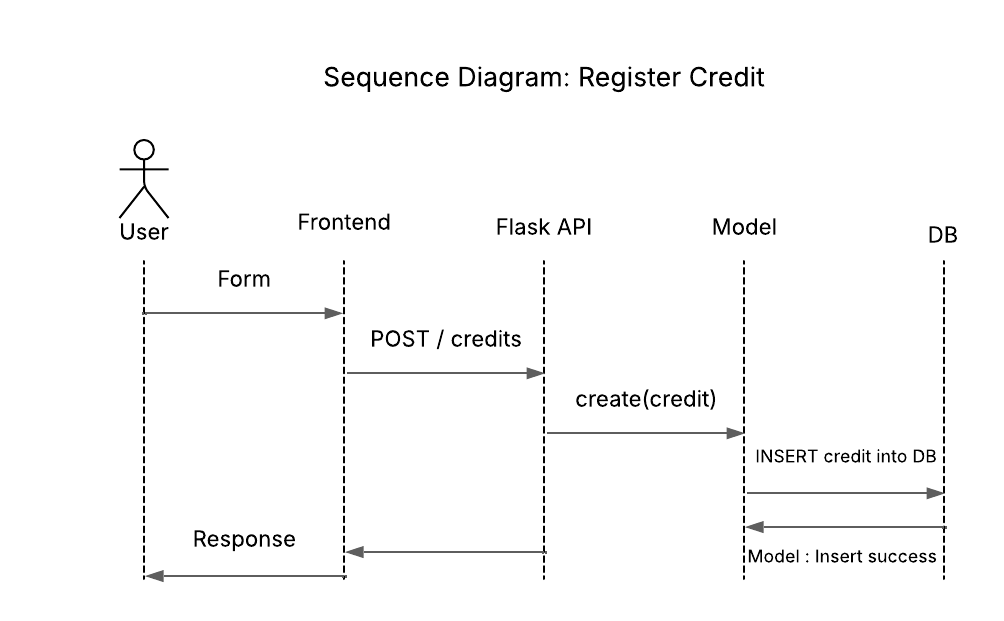 Sequence Diagram: Register Credit
User
Frontend
Flask API
Model
DB
Form
POST / credits
create(credit)
INSERT credit into DB
Response
Model : Insert success